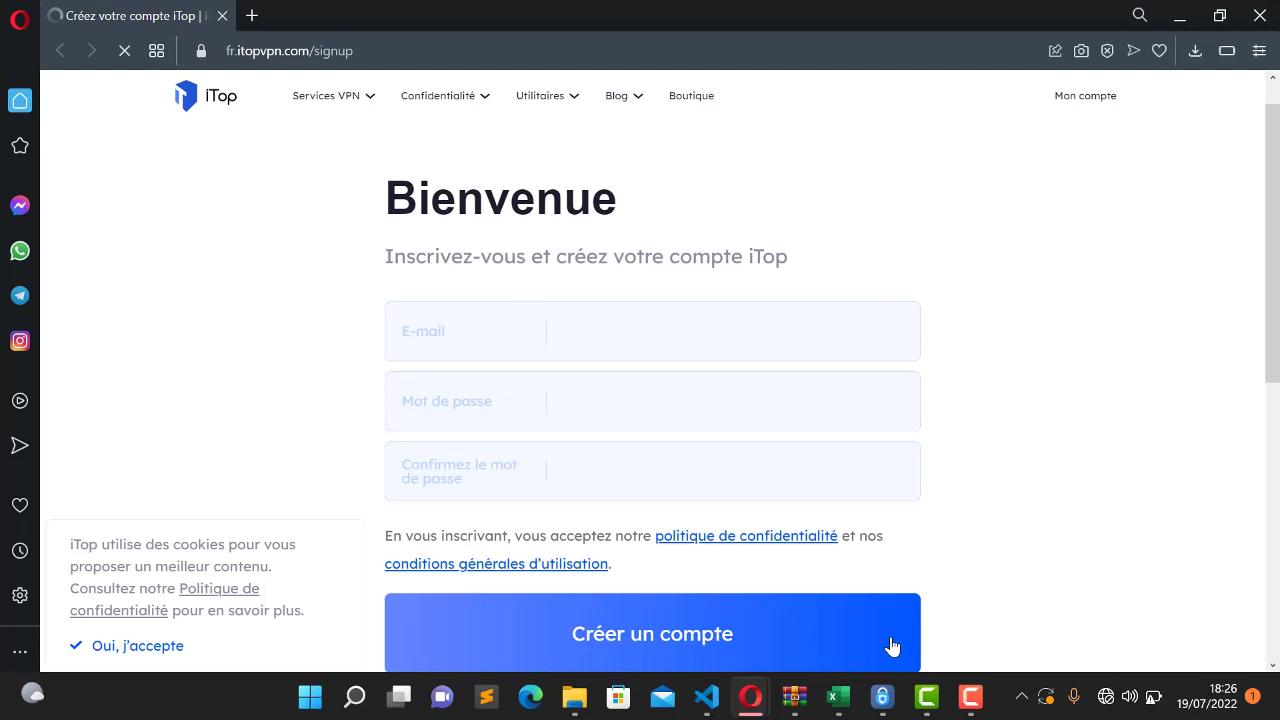 Créez votre compte iTop |
fr.itopvpn.com/signup
iTop
Services VPN
Confidentialité
Utilitaires
Blog
Boutique
Mon compte
Bienvenue
Inscrivez-vous et créez votre compte iTop
E-mail
Mot de passe
Confirmez le mot
de passe
En vous inscrivant, vous acceptez notre politique de confidentialité et nos
conditions générales d’utilisation.
Créer un compte
iTop utilise des cookies pour vous
proposer un meilleur contenu.
Consultez notre Politique de
confidentialité pour en savoir plus.
Oui, j’accepte
18:26
19/07/2022
1